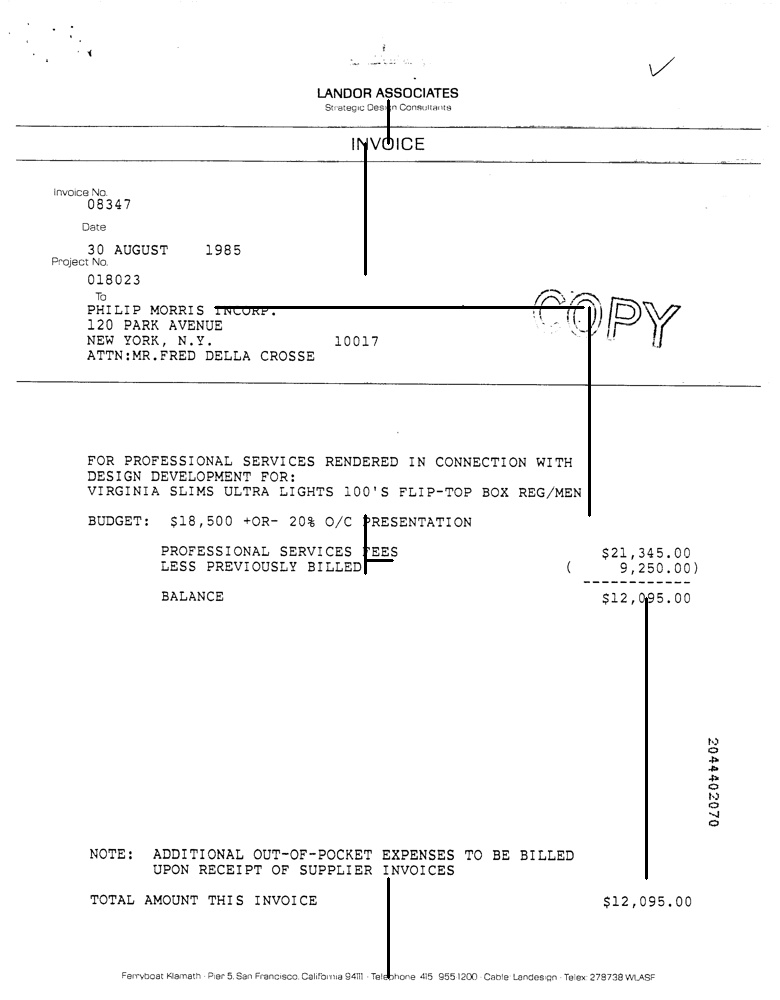 LANDOR ASSOCIATES
Strategic Design Consultants
INVOICE
Invoice No.
08347
Date
30 AUGUST 1985
Project No.
018023
To
PHILIP MORRIS INCORP.
120 PARK AVENUE
NEW YORK, N.Y. 10017
ATTN:MR.FRED DELLA CROSSE
COPY
FOR PROFESSIONAL SERVICES RENDERED IN CONNECTION WITH
DESIGN DEVELOPMENT FOR:
VIRGINIA SLIMS ULTRA LIGHTS 100'S FLIP-TOP BOX REG/MEN
BUDGET: $18,500 +OR- 20% O/C PRESENTATION
PROFESSIONAL SERVICES FEES $21,345.00
LESS PREVIOUSLY BILLED ( 9,250.00)
------------
BALANCE $12,095.00
2044402070
NOTE: ADDITIONAL OUT-OF-POCKET EXPENSES TO BE BILLED
UPON RECEIPT OF SUPPLIER INVOICES
TOTAL AMOUNT THIS INVOICE $12,095.00
Ferryboat Klamath · Pier 5, San Francisco, California 94111 · Telephone 415 955 1200 · Cable Landesign · Telex 278738 WLASF